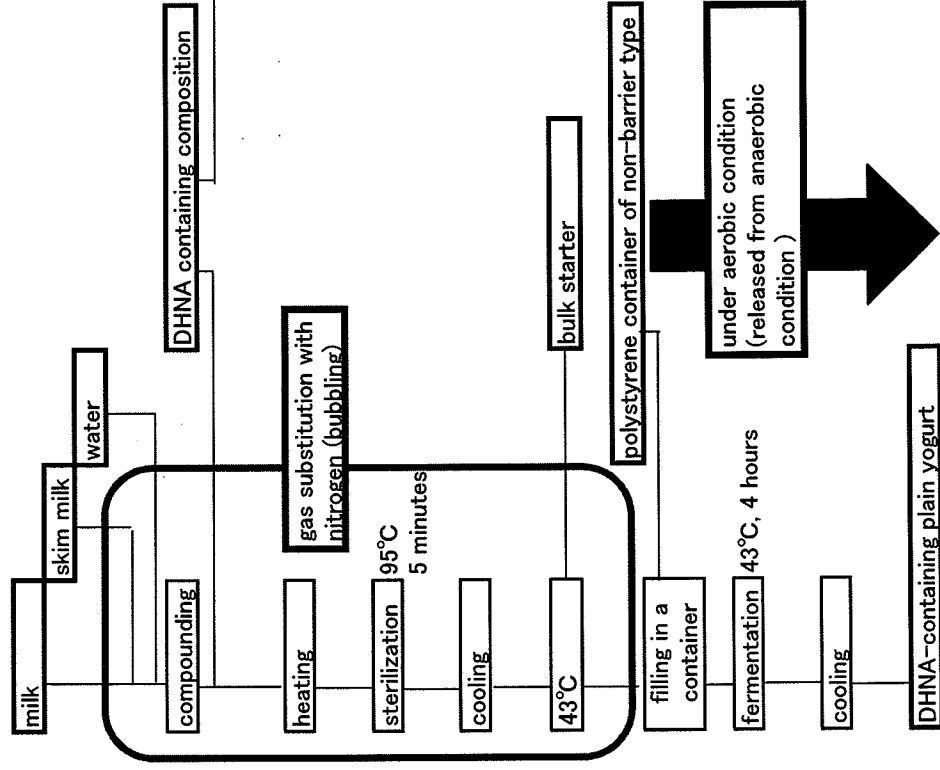 milk
skim milk
water
compounding
DHNA containing composition
heating
gas substitution with
nitrogen (bubbling)
sterilization
95°C
5 minutes
cooling
43°C
bulk starter
filling in a
container
polystyrene container of non-barrier type
fermentation
43°C, 4 hours
under aerobic condition
(released from anaerobic
condition )
cooling
DHNA-containing plain yogurt